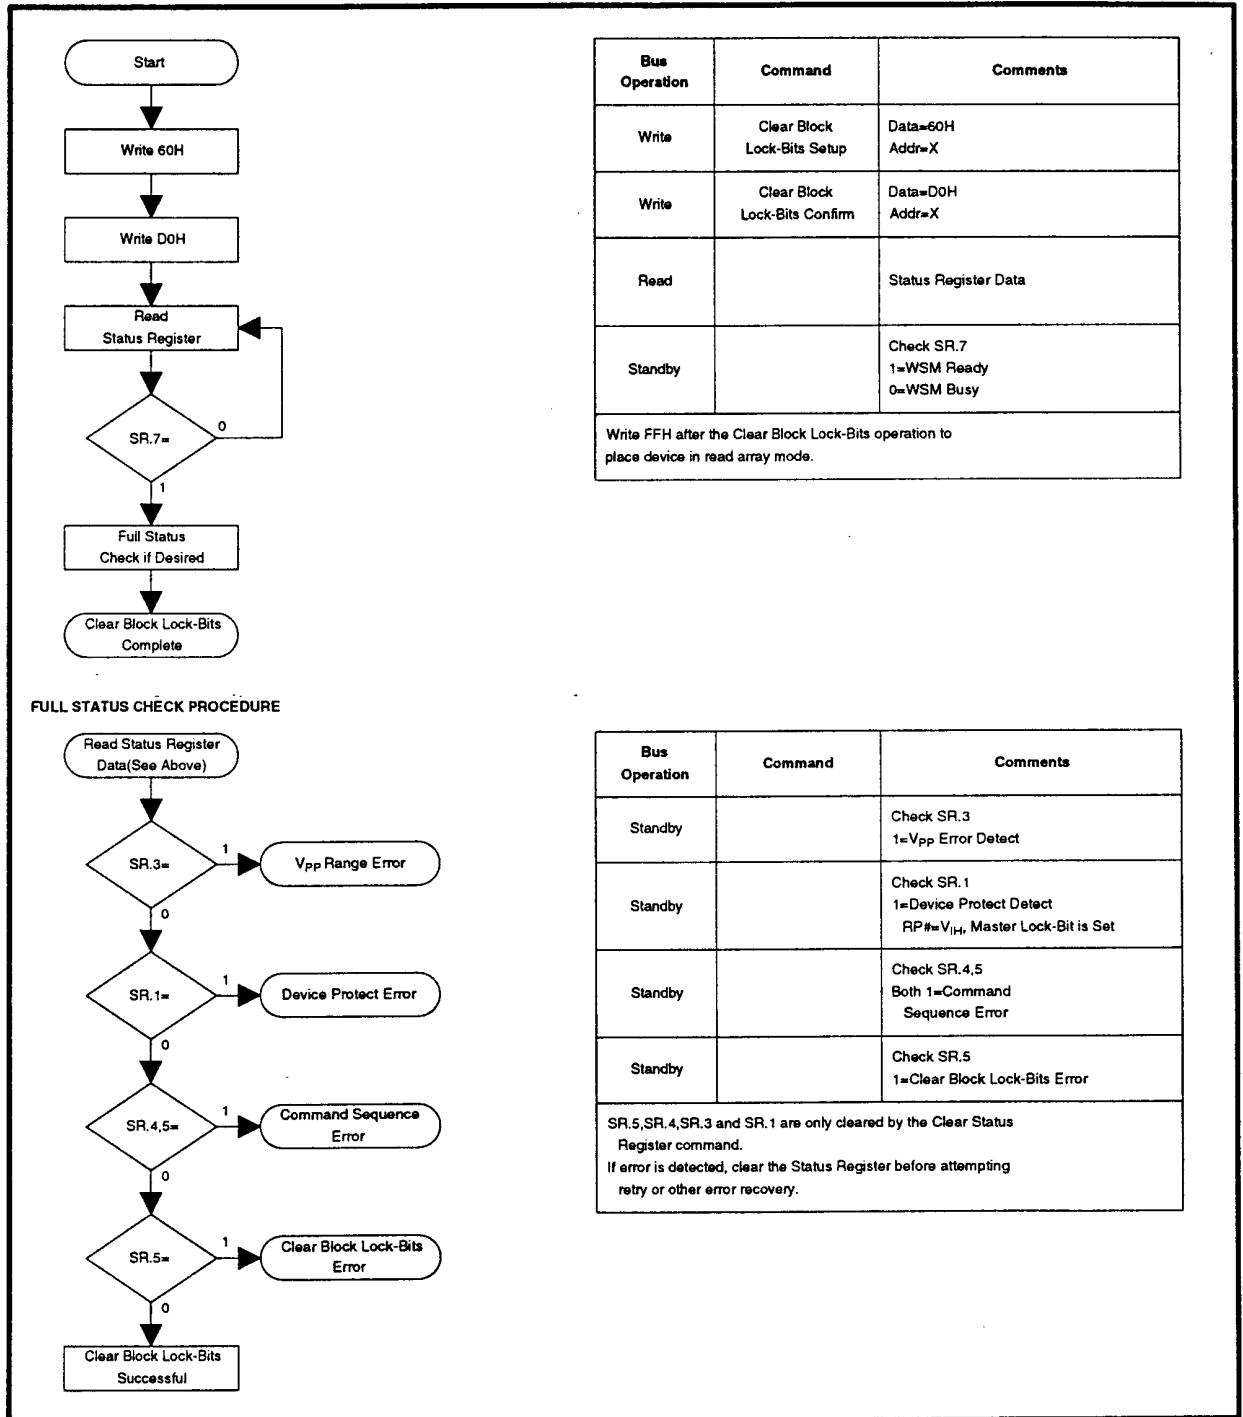 Start
Write 60H
Write D0H
Read
Status Register
SR.7=
0
1
Full Status
Check if Desired
Clear Block Lock-Bits
Complete
Bus
Operation
Command
Comments
Write
Clear Block
Lock-Bits Setup
Data=60H
Addr=X
Write
Clear Block
Lock-Bits Confirm
Data=D0H
Addr=X
Read
Status Register Data
Standby
Check SR.7
1=WSM Ready
0=WSM Busy
Write FFH after the Clear Block Lock-Bits operation to
place device in read array mode.
FULL STATUS CHECK PROCEDURE
Read Status Register
Data(See Above)
SR.3=
1
VPP Range Error
0
SR.1=
1
Device Protect Error
0
SR.4,5=
1
Command Sequence
Error
0
SR.5=
1
Clear Block Lock-Bits
Error
0
Clear Block Lock-Bits
Successful
Bus
Operation
Command
Comments
Standby
Check SR.3
1=VPP Error Detect
Standby
Check SR.1
1=Device Protect Detect
RP#=VIH, Master Lock-Bit is Set
Standby
Check SR.4,5
Both 1=Command
Sequence Error
Standby
Check SR.5
1=Clear Block Lock-Bits Error
SR.5,SR.4,SR.3 and SR.1 are only cleared by the Clear Status
Register command.
If error is detected, clear the Status Register before attempting
retry or other error recovery.